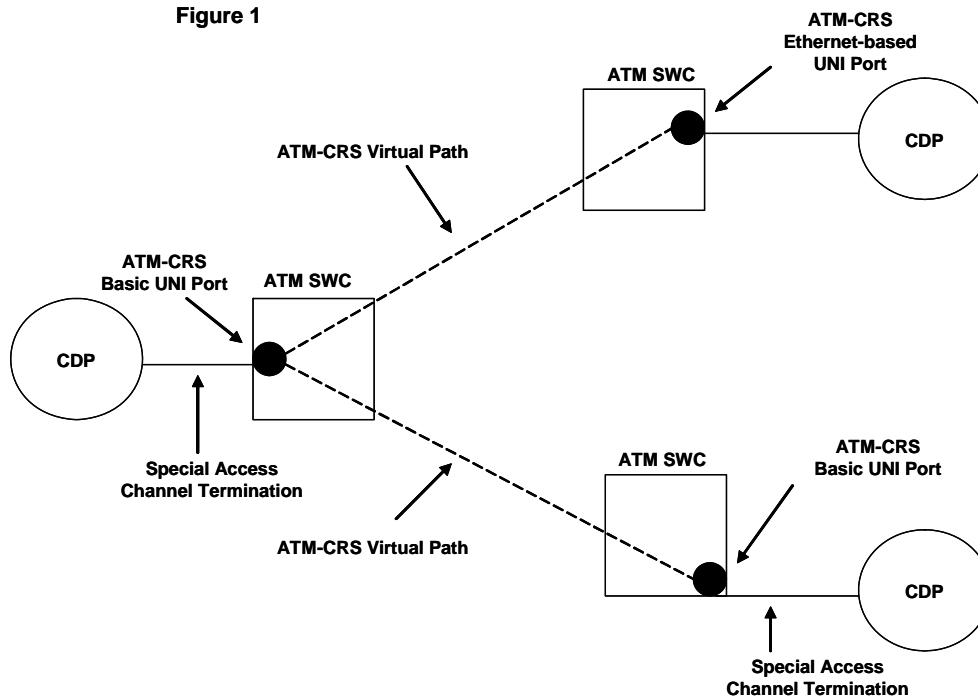 Figure 1
ATM-CRS
Ethernet-based
UNI Port
ATM SWC
CDP
ATM-CRS Virtual Path
ATM-CRS
Basic UNI Port
ATM SWC
CDP
Special Access
Channel Termination
ATM-CRS Virtual Path
ATM SWC
ATM-CRS
Basic UNI Port
CDP
Special Access
Channel Termination